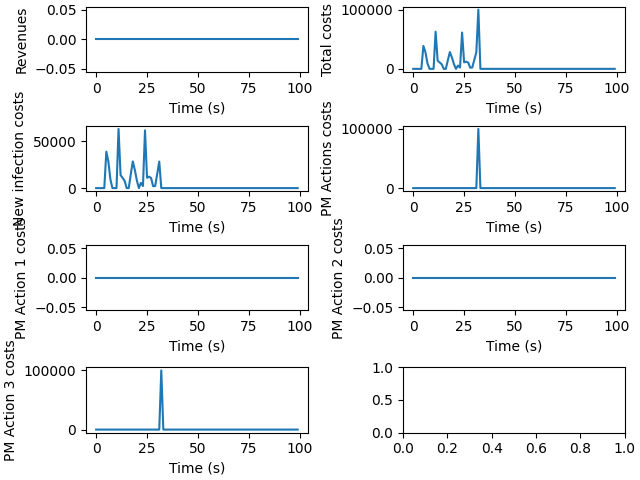 Revenues
0.05
0.00
−0.05
0 25 50 75 100
Time (s)
Total costs
100000
0
0 25 50 75 100
Time (s)
New infection costs
50000
0
0 25 50 75 100
Time (s)
PM Actions costs
100000
0
0 25 50 75 100
Time (s)
PM Action 1 costs
0.05
0.00
−0.05
0 25 50 75 100
Time (s)
PM Action 2 costs
0.05
0.00
−0.05
0 25 50 75 100
Time (s)
PM Action 3 costs
100000
0
0 25 50 75 100
Time (s)
1.0
0.5
0.0
0.0 0.2 0.4 0.6 0.8 1.0